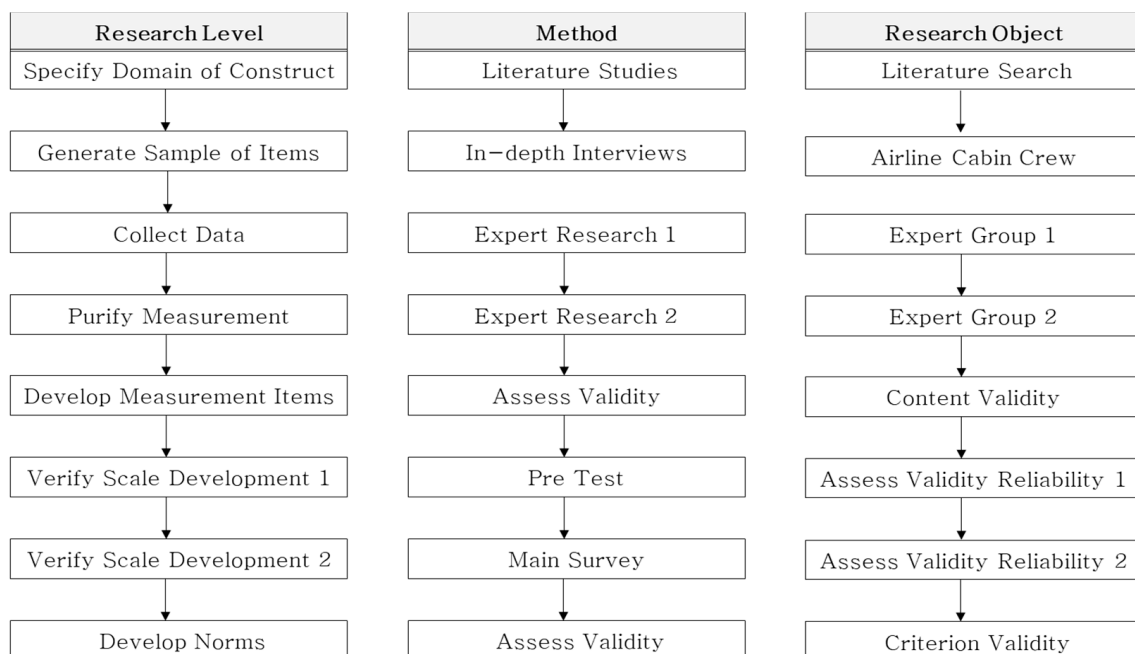 Research Level
Method
Research Object
Specify Domain of Construct
Literature Studies
Literature Search
Generate Sample of Items
In-depth Interviews
Airline Cabin Crew
Collect Data
Expert Research 1
Expert Group 1
Purify Measurement
Expert Research 2
Expert Group 2
Develop Measurement Items
Assess Validity
Content Validity
Verify Scale Development 1
Pre Test
Assess Validity Reliability 1
Verify Scale Development 2
Main Survey
Assess Validity Reliability 2
Develop Norms
Assess Validity
Criterion Validity